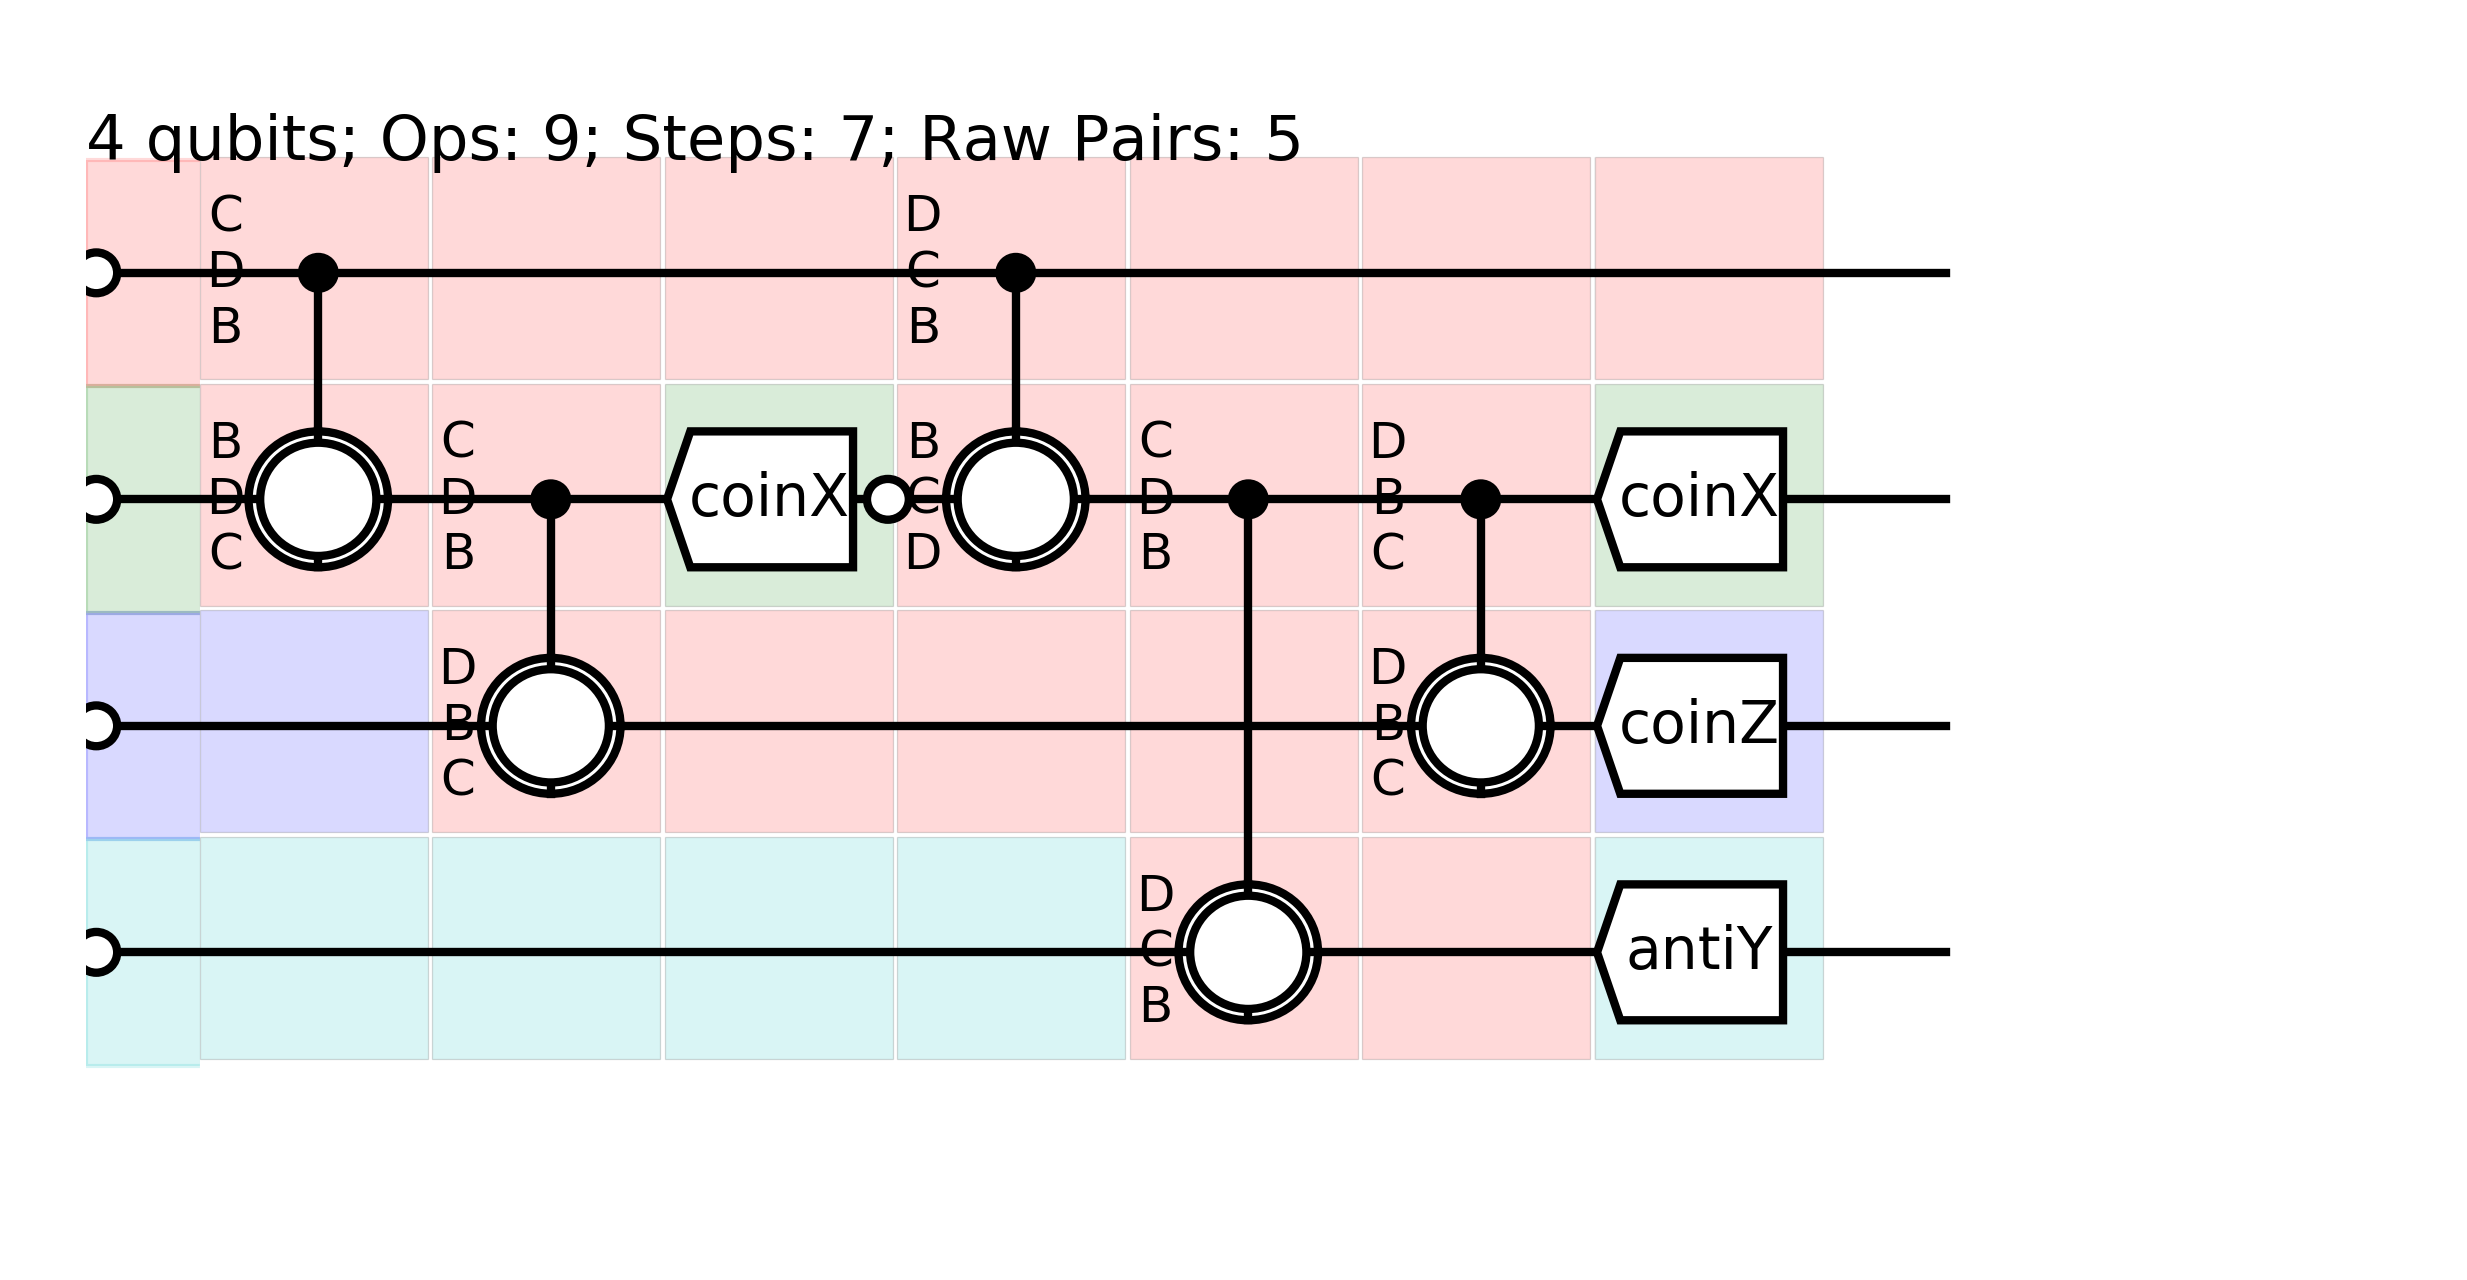 4 qubits; Ops: 9; Steps: 7; Raw Pairs: 5
C D
D C
B B
B C coinX B C D coinX
D D C D B
C B D B C
D D coinZ
B B
C C
D antiY
C
B